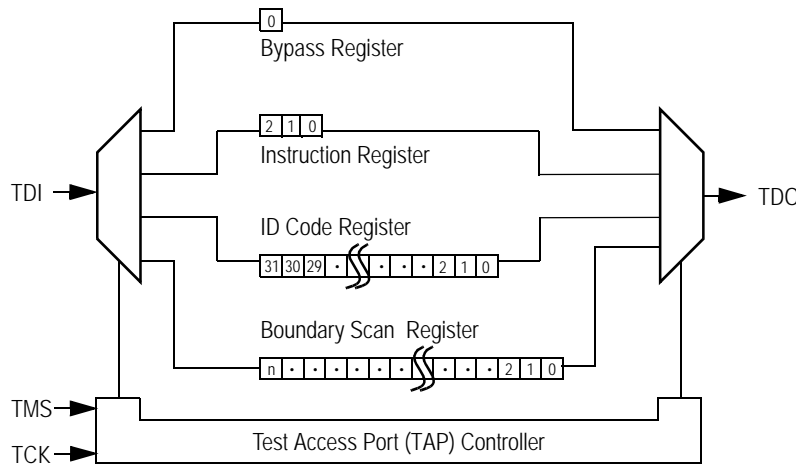 0
Bypass Register
2 1 0
Instruction Register
TDI
TDO
ID Code Register
31 30 29 · · · · 2 1 0
Boundary Scan Register
n · · · · · · · · · 2 1 0
TMS
TCK
Test Access Port (TAP) Controller